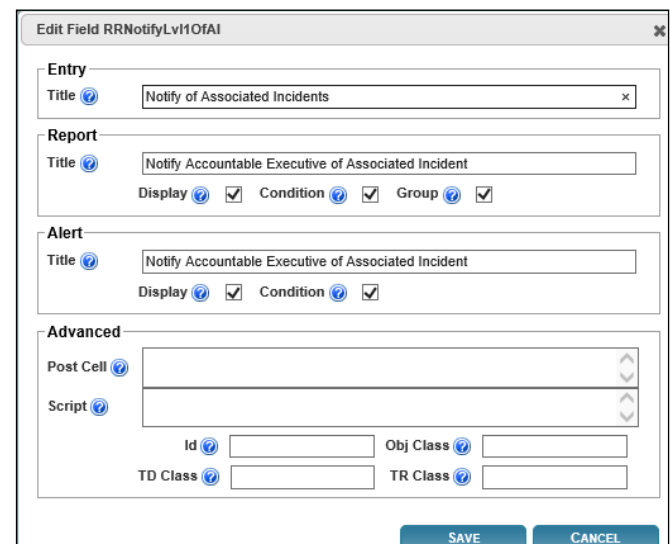 Edit Field RRNotifyLvl1OfAI
Entry
Title Notify of Associated Incidents
Report
Title Notify Accountable Executive of Associated Incident
Display Condition Group
Alert
Title Notify Accountable Executive of Associated Incident
Display Condition
Advanced
Post Cell
Script
Id Obj Class
TD Class TR Class
SAVE CANCEL